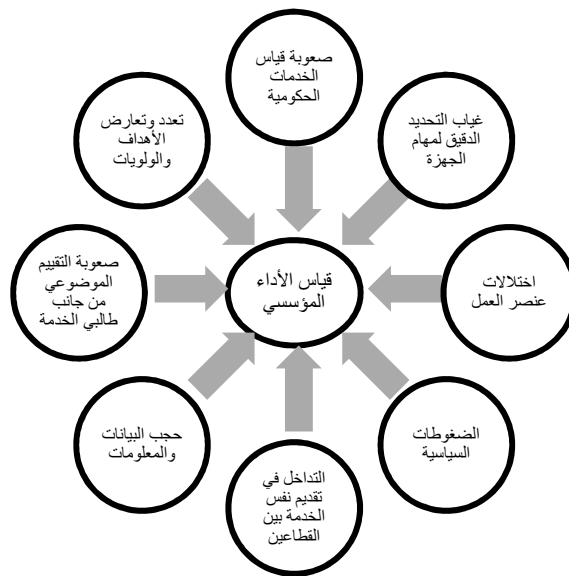 صعوبة قياس
الخدمات
الحكومية
غياب التحديد
الدقيق لمهام
الجهزة
اختلالات
عنصر العمل
الضغوطات
السياسية
التداخل في
تقديم نفس
الخدمة بين
القطاعين
حجب البيانات
والمعلومات
صعوبة التقييم
الموضوعي
من جانب
طالبي الخدمة
تعدد وتعارض
الأهداف
والولويات
قياس الأداء
المؤسسي